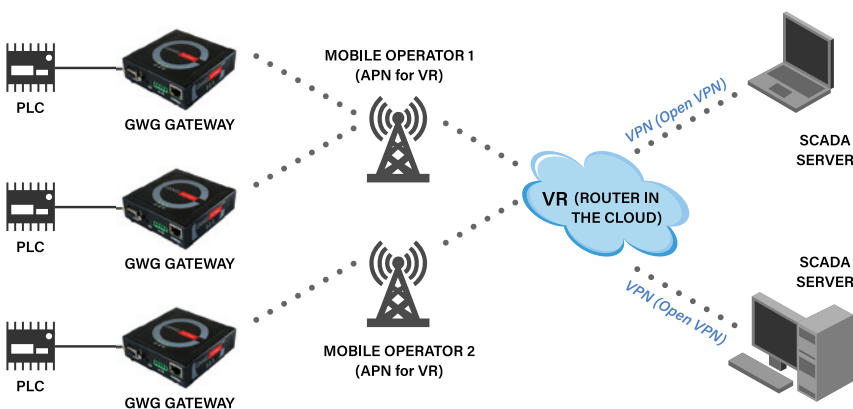 PLC
GWG GATEWAY
MOBILE OPERATOR 1
(APN for VR)
VPN (Open VPN)
SCADA
SERVER
PLC
GWG GATEWAY
VR (ROUTER IN
THE CLOUD)
SCADA
SERVER
VPN (Open VPN)
PLC
GWG GATEWAY
MOBILE OPERATOR 2
(APN for VR)